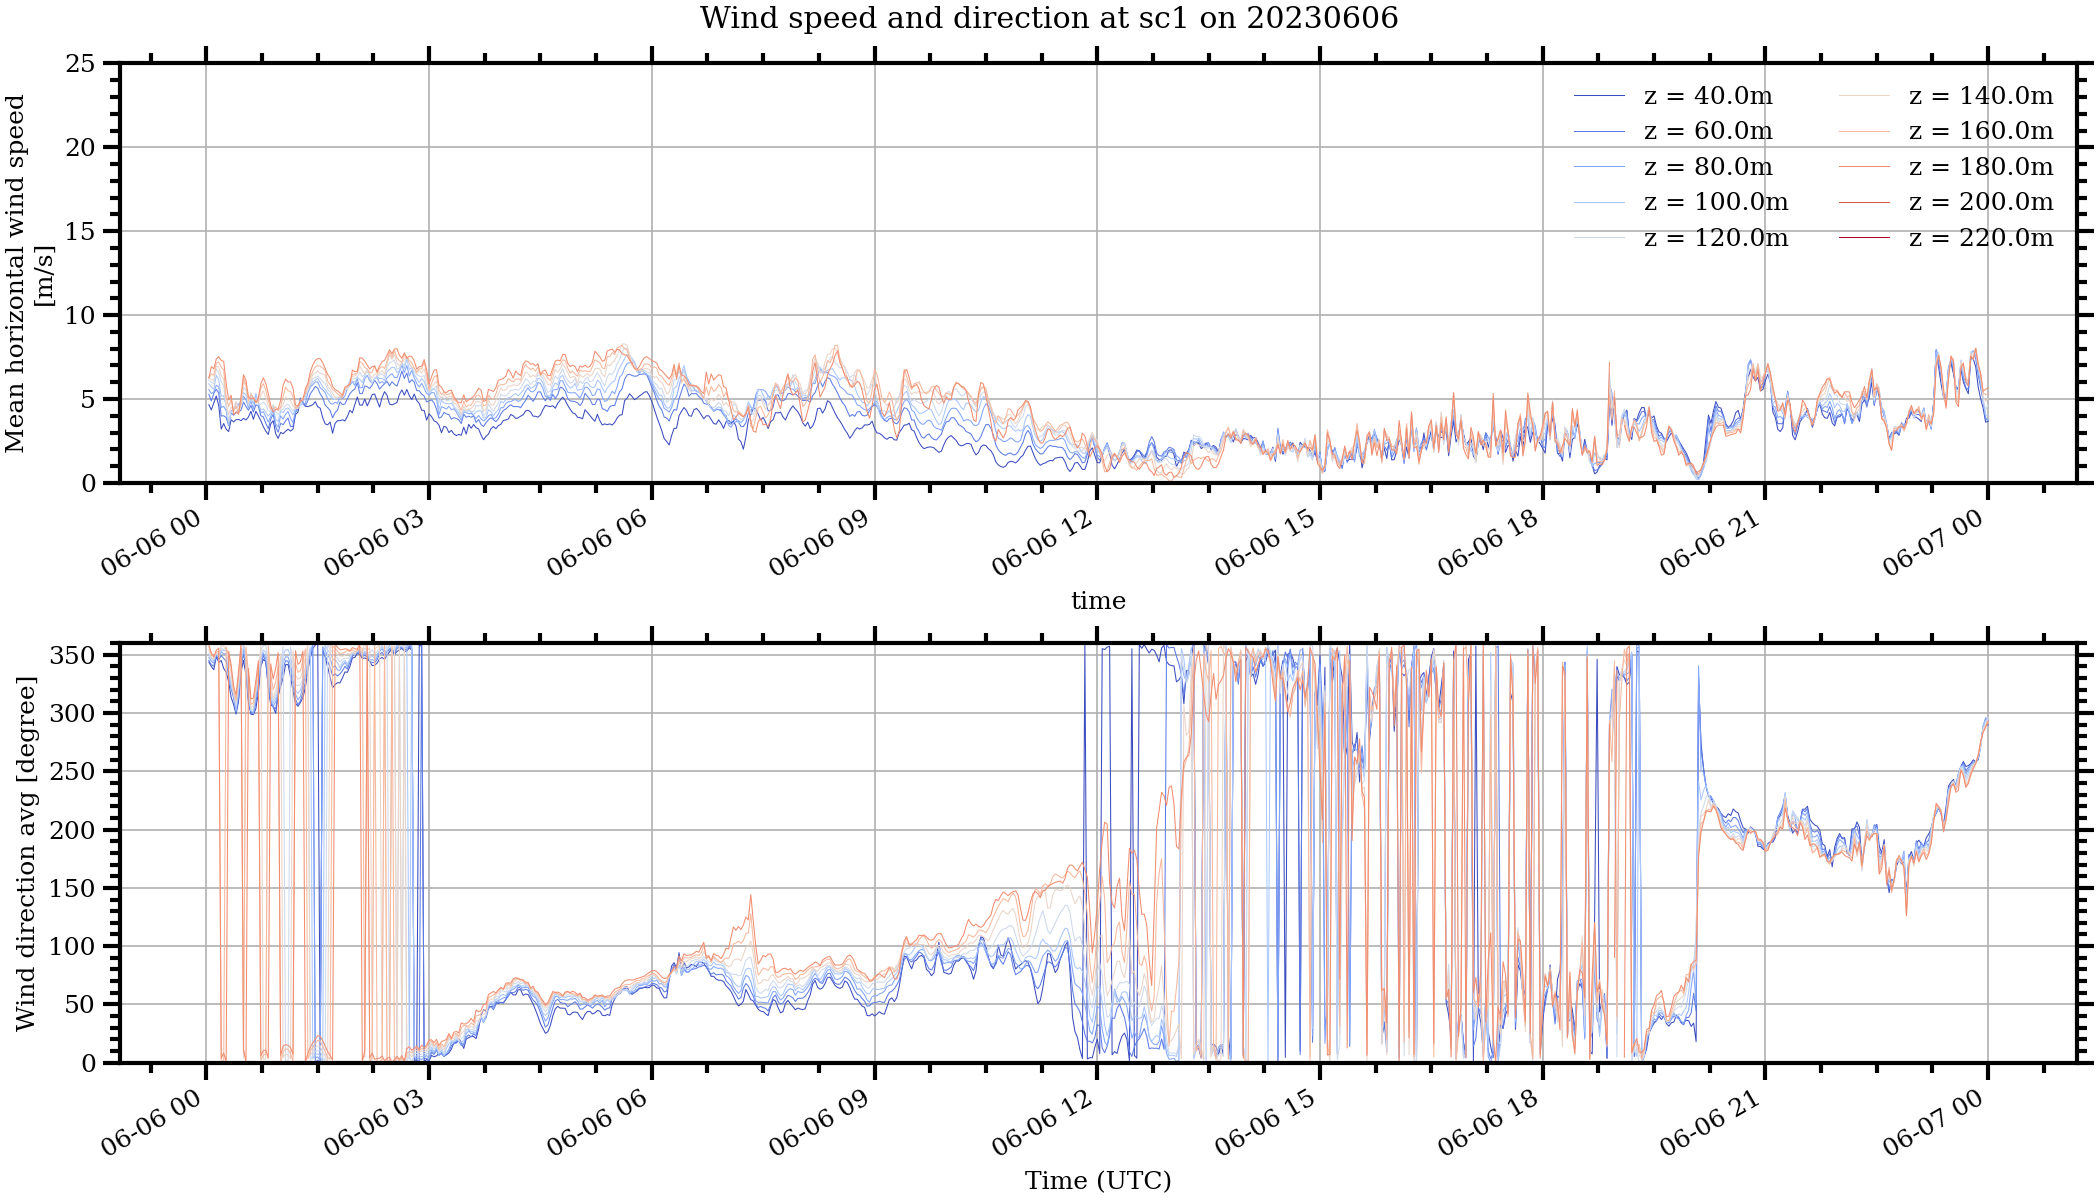 Wind speed and direction at sc1 on 20230606
Mean horizontal wind speed
[m/s]
25
20
15
10
5
0
z = 40.0m
z = 60.0m
z = 80.0m
z = 100.0m
z = 120.0m
z = 140.0m
z = 160.0m
z = 180.0m
z = 200.0m
z = 220.0m
06-06 00
06-06 03
06-06 06
06-06 09
06-06 12
06-06 15
06-06 18
06-06 21
06-07 00
time
Wind direction avg [degree]
350
300
250
200
150
100
50
0
06-06 00
06-06 03
06-06 06
06-06 09
06-06 12
06-06 15
06-06 18
06-06 21
06-07 00
Time (UTC)